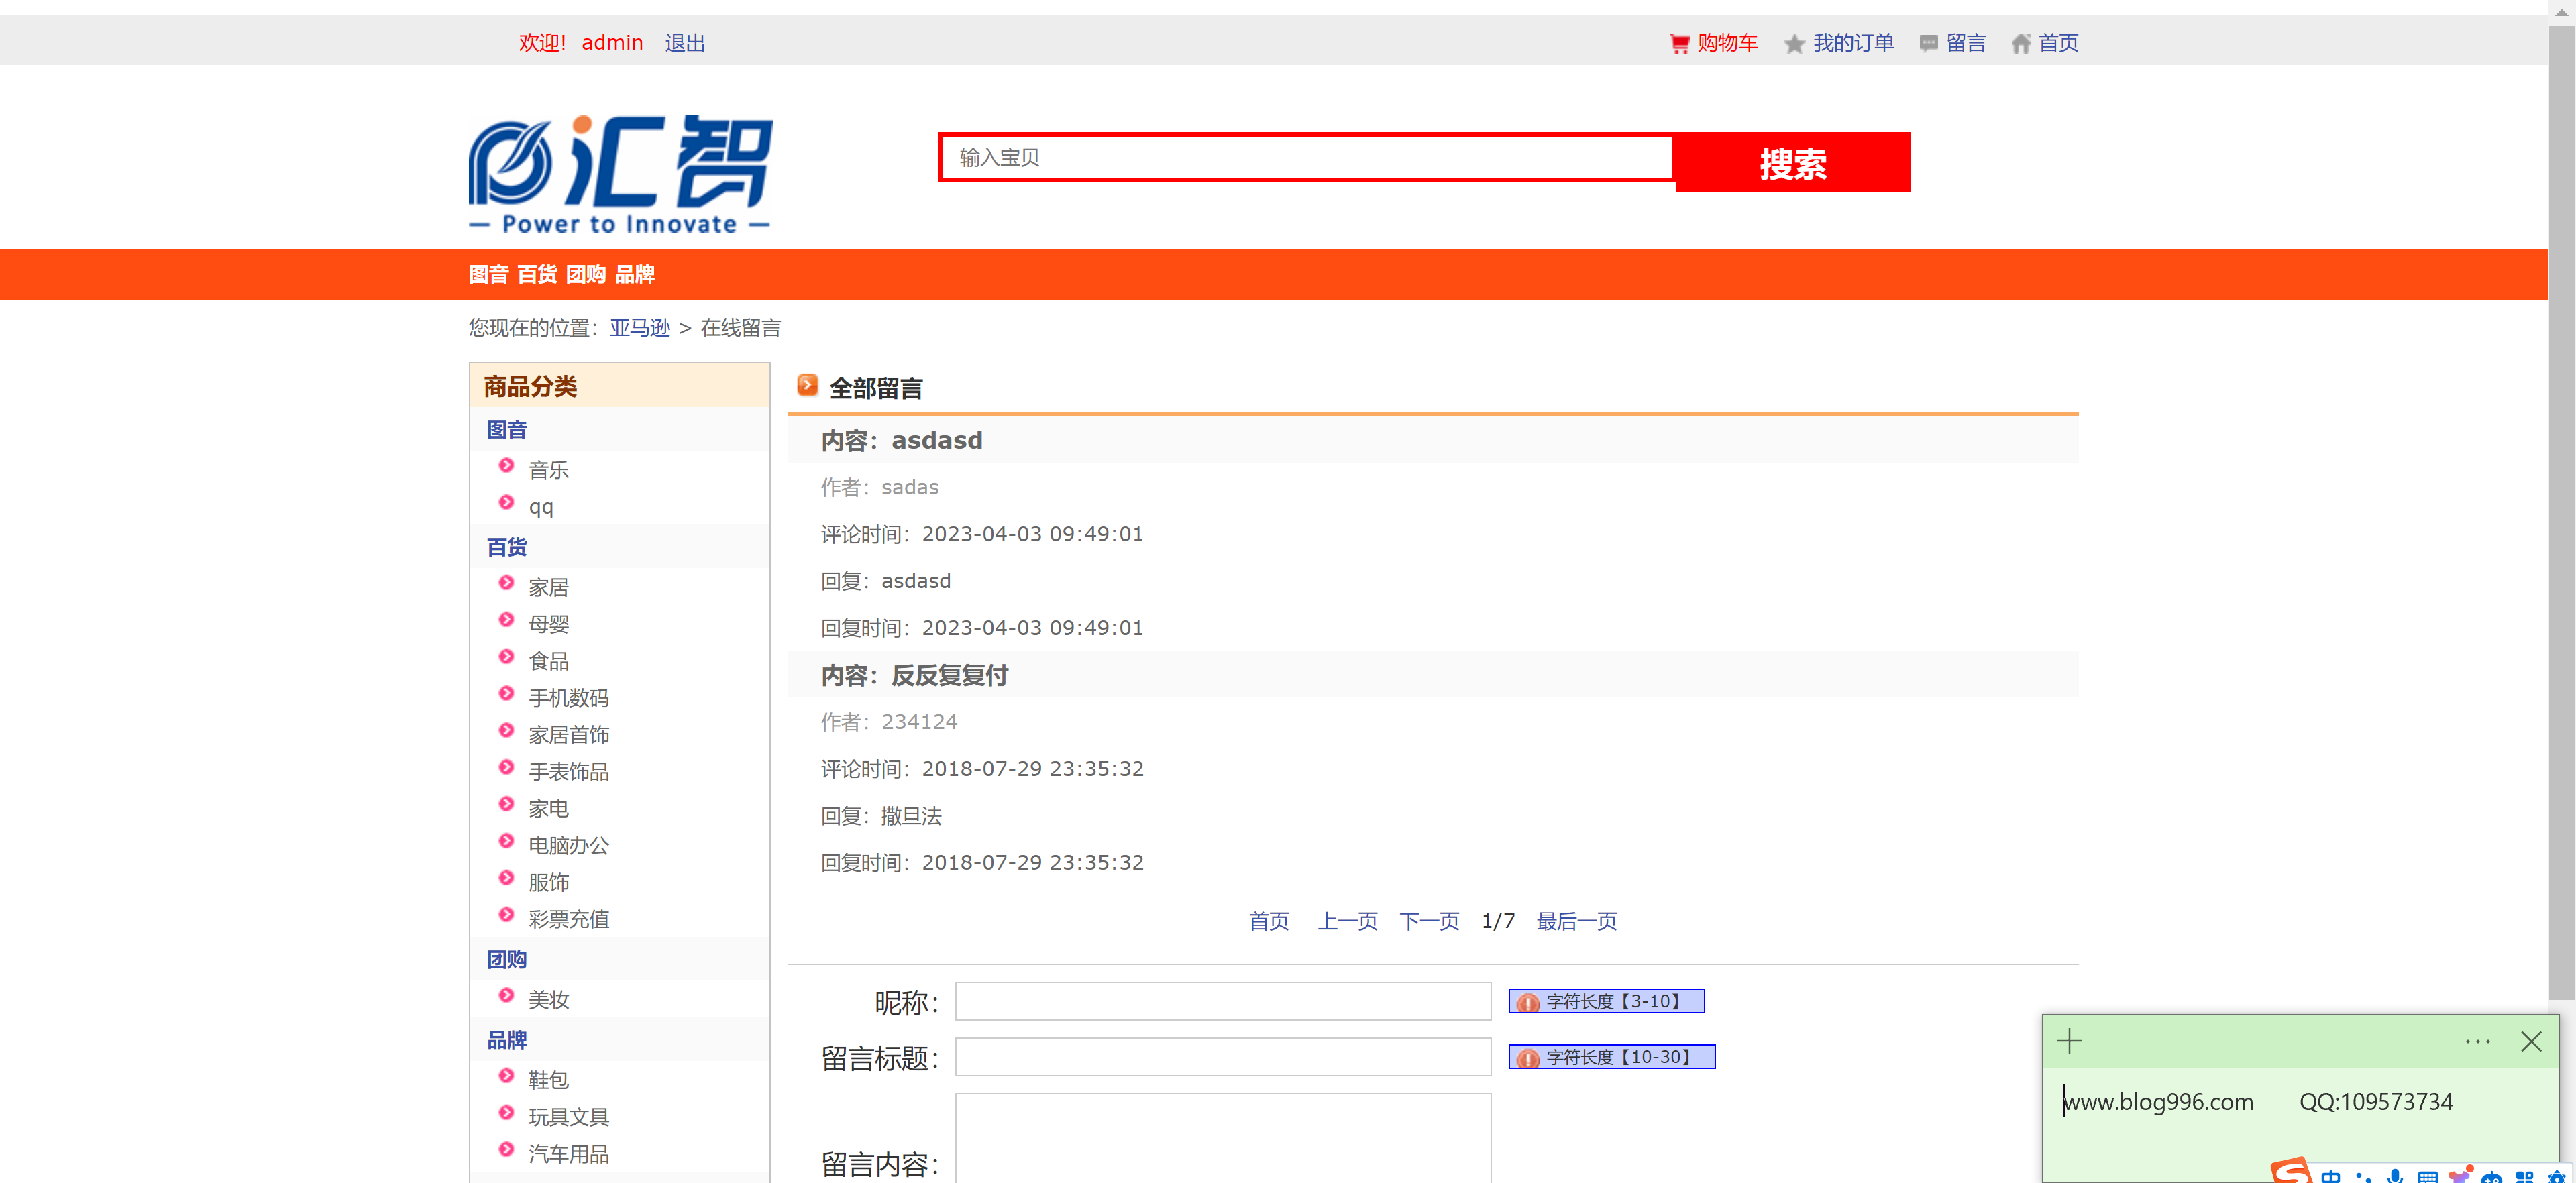 欢迎! admin 退出
购物车 我的订单 留言 首页
汇智
— Power to Innovate —
输入宝贝
搜索
图音 百货 团购 品牌
您现在的位置：亚马逊 > 在线留言
商品分类
图音
音乐
qq
百货
家居
母婴
食品
手机数码
家居首饰
手表饰品
家电
电脑办公
服饰
彩票充值
团购
美妆
品牌
鞋包
玩具文具
汽车用品
全部留言
内容：asdasd
作者：sadas
评论时间：2023-04-03 09:49:01
回复：asdasd
回复时间：2023-04-03 09:49:01
内容：反反复复付
作者：234124
评论时间：2018-07-29 23:35:32
回复：撒旦法
回复时间：2018-07-29 23:35:32
首页 上一页 下一页 1/7 最后一页
昵称：
字符长度【3-10】
留言标题：
字符长度【10-30】
留言内容：
www.blog996.com QQ:109573734
中